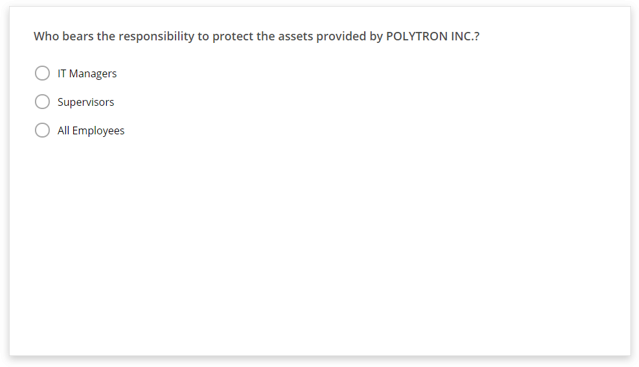 Who bears the responsibility to protect the assets provided by POLYTRON INC.?
IT Managers
Supervisors
All Employees